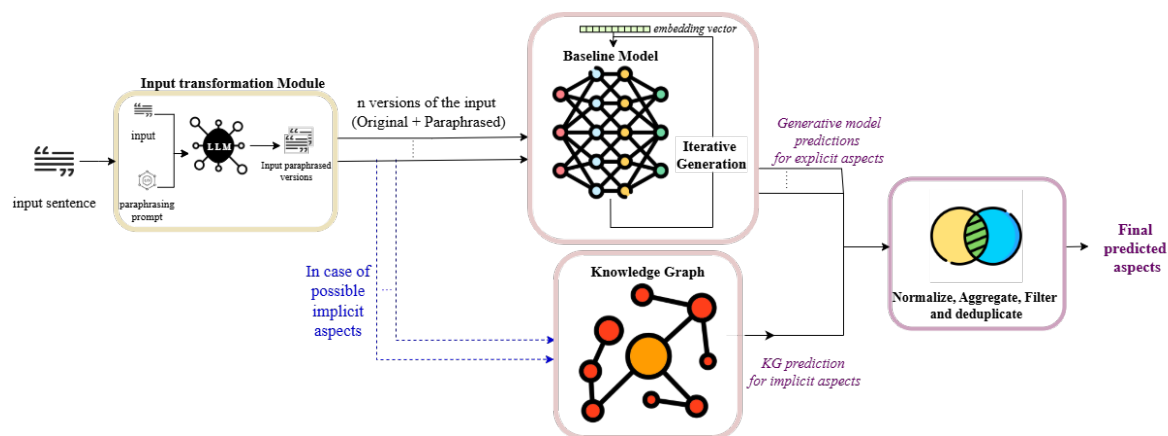 Input transformation Module
input
LLM
Input paraphrased
versions
paraphrasing
prompt
input sentence
n versions of the input
(Original + Paraphrased)
embedding vector
Baseline Model
Iterative
Generation
In case of
possible
implicit
aspects
Knowledge Graph
Generative model
predictions
for explicit aspects
KG prediction
for implicit aspects
Normalize, Aggregate, Filter
and deduplicate
Final
predicted
aspects